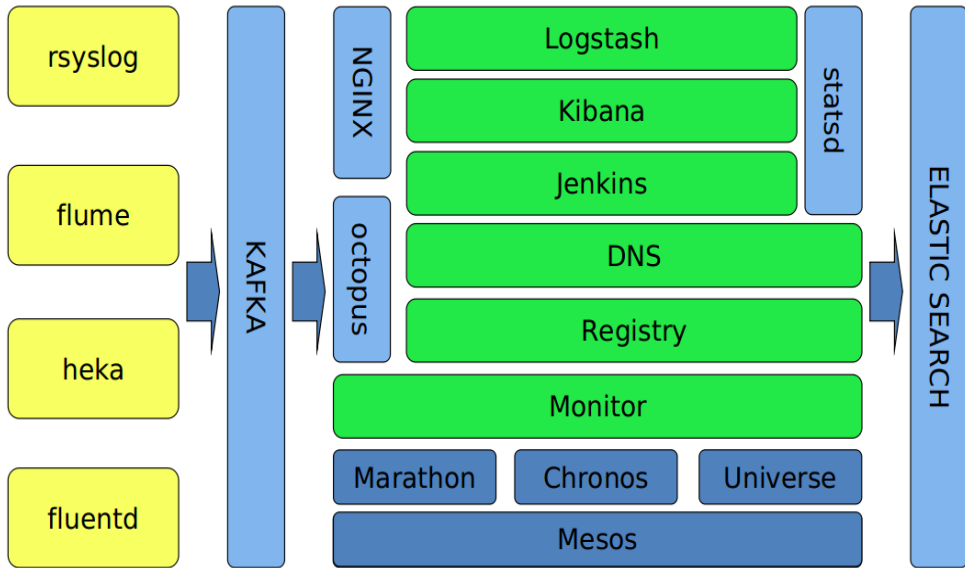 rsyslog
flume
heka
fluentd
KAFKA
NGINX
octopus
Logstash
Kibana
Jenkins
statsd
DNS
Registry
Monitor
Marathon
Chronos
Universe
Mesos
ELASTIC SEARCH